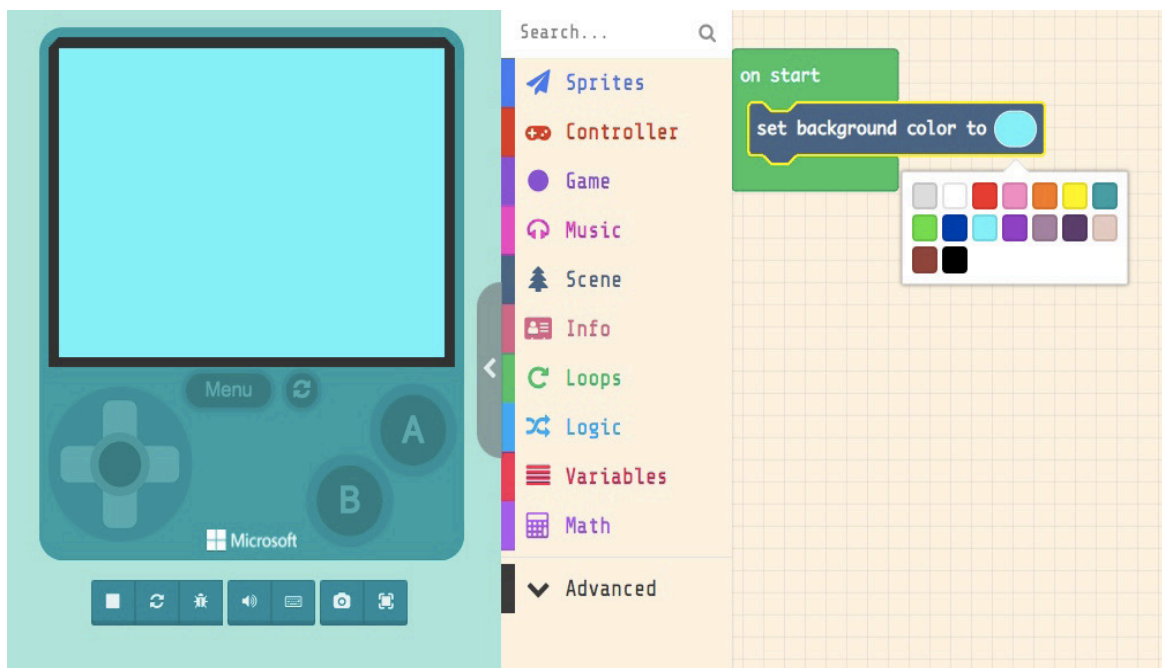 Menu
A
B
Microsoft
Search...
Sprites
Controller
Game
Music
Scene
Info
Loops
Logic
Variables
Math
Advanced
on start
set background color to